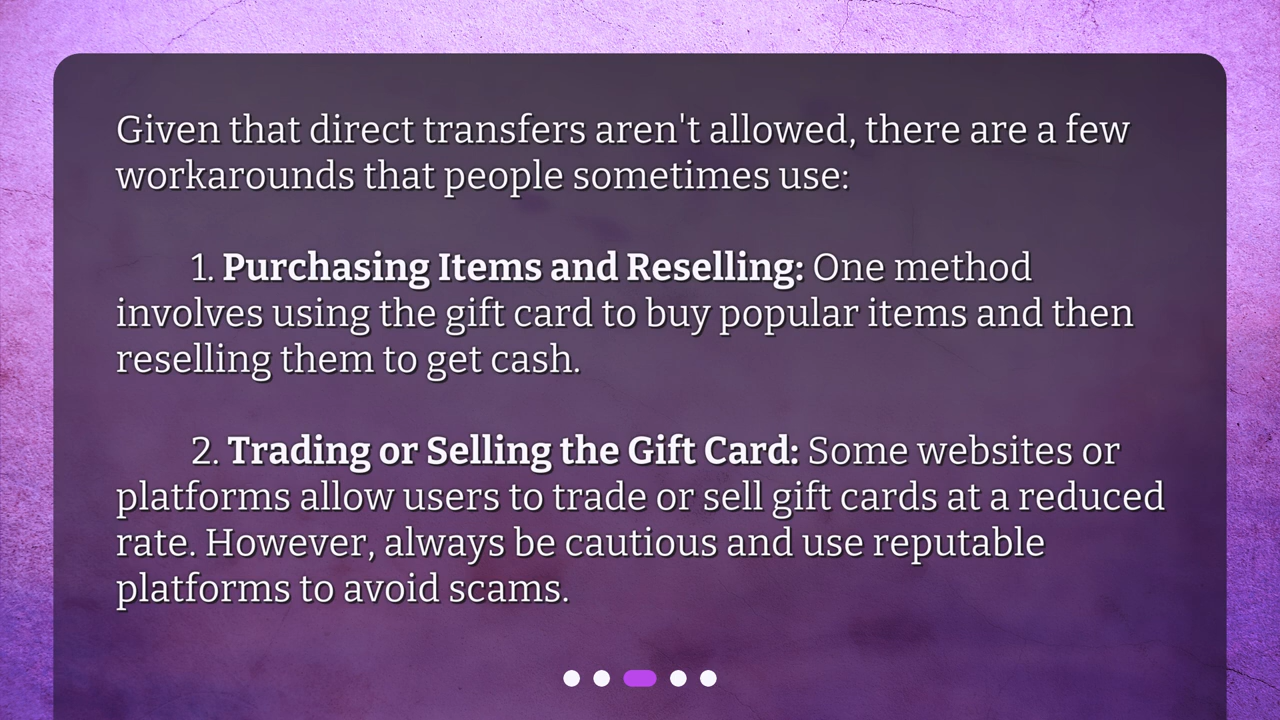 Given that direct transfers aren't allowed, there are a few
workarounds that people sometimes use:
1. Purchasing Items and Reselling: One method
involves using the gift card to buy popular items and then
reselling them to get cash.
2. Trading or Selling the Gift Card: Some websites or
platforms allow users to trade or sell gift cards at a reduced
rate. However, always be cautious and use reputable
platforms to avoid scams.